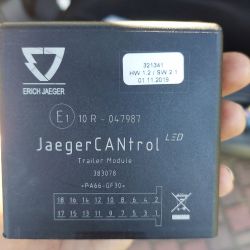 ERICH JAEGER
321341
HW 1.2 / SW 2.1
01.11.2019
E1 10 R - 047987
JaegerCANtrol LED
Trailer Module
383078
>PA66-GF30<
18 16 14 12 10 8 6 4 2
17 15 13 11 9 7 5 3 1